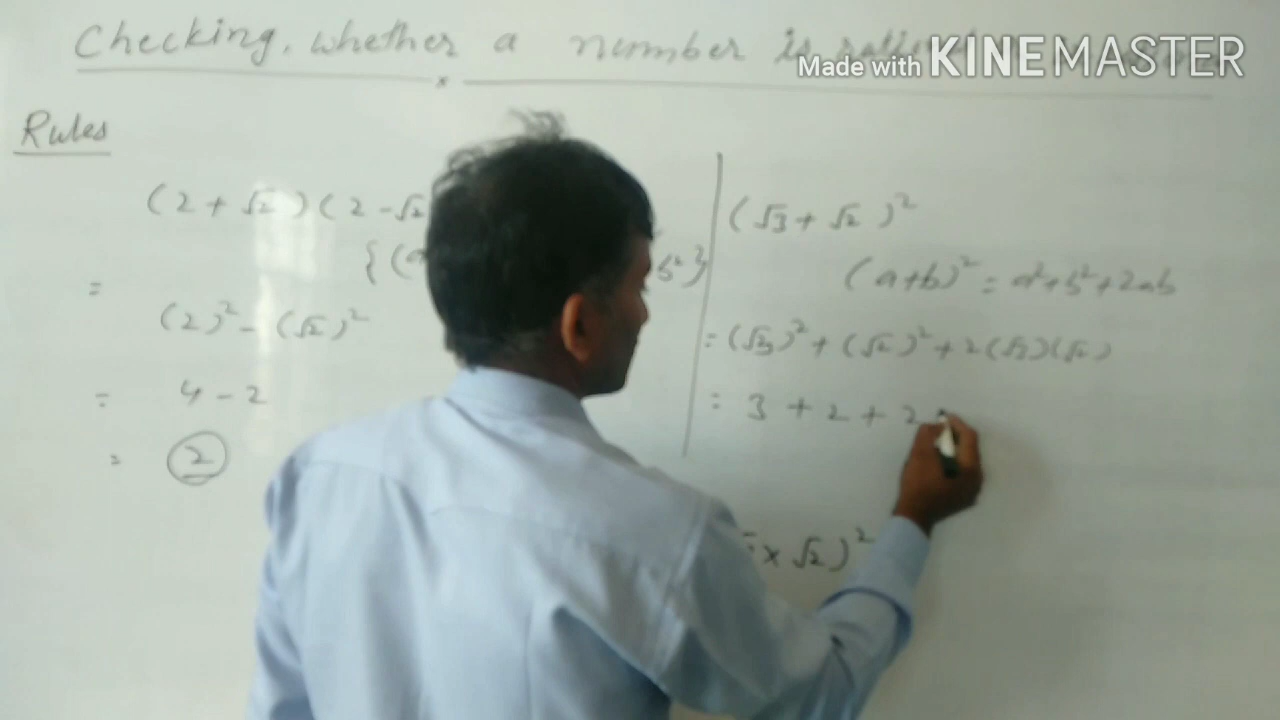 Checking, whether a number is
Made with KINEMASTER
Rules
(2 + √2)(2 - √2
{(a
b²}
=
(2)² - (√2)²
= 4 - 2
= 2
(√3 + √2)²
(a+b)² = a²+b²+2ab
= (√3)² + (√2)² + 2(√3)(√2)
= 3 + 2 + 2
× √2)²